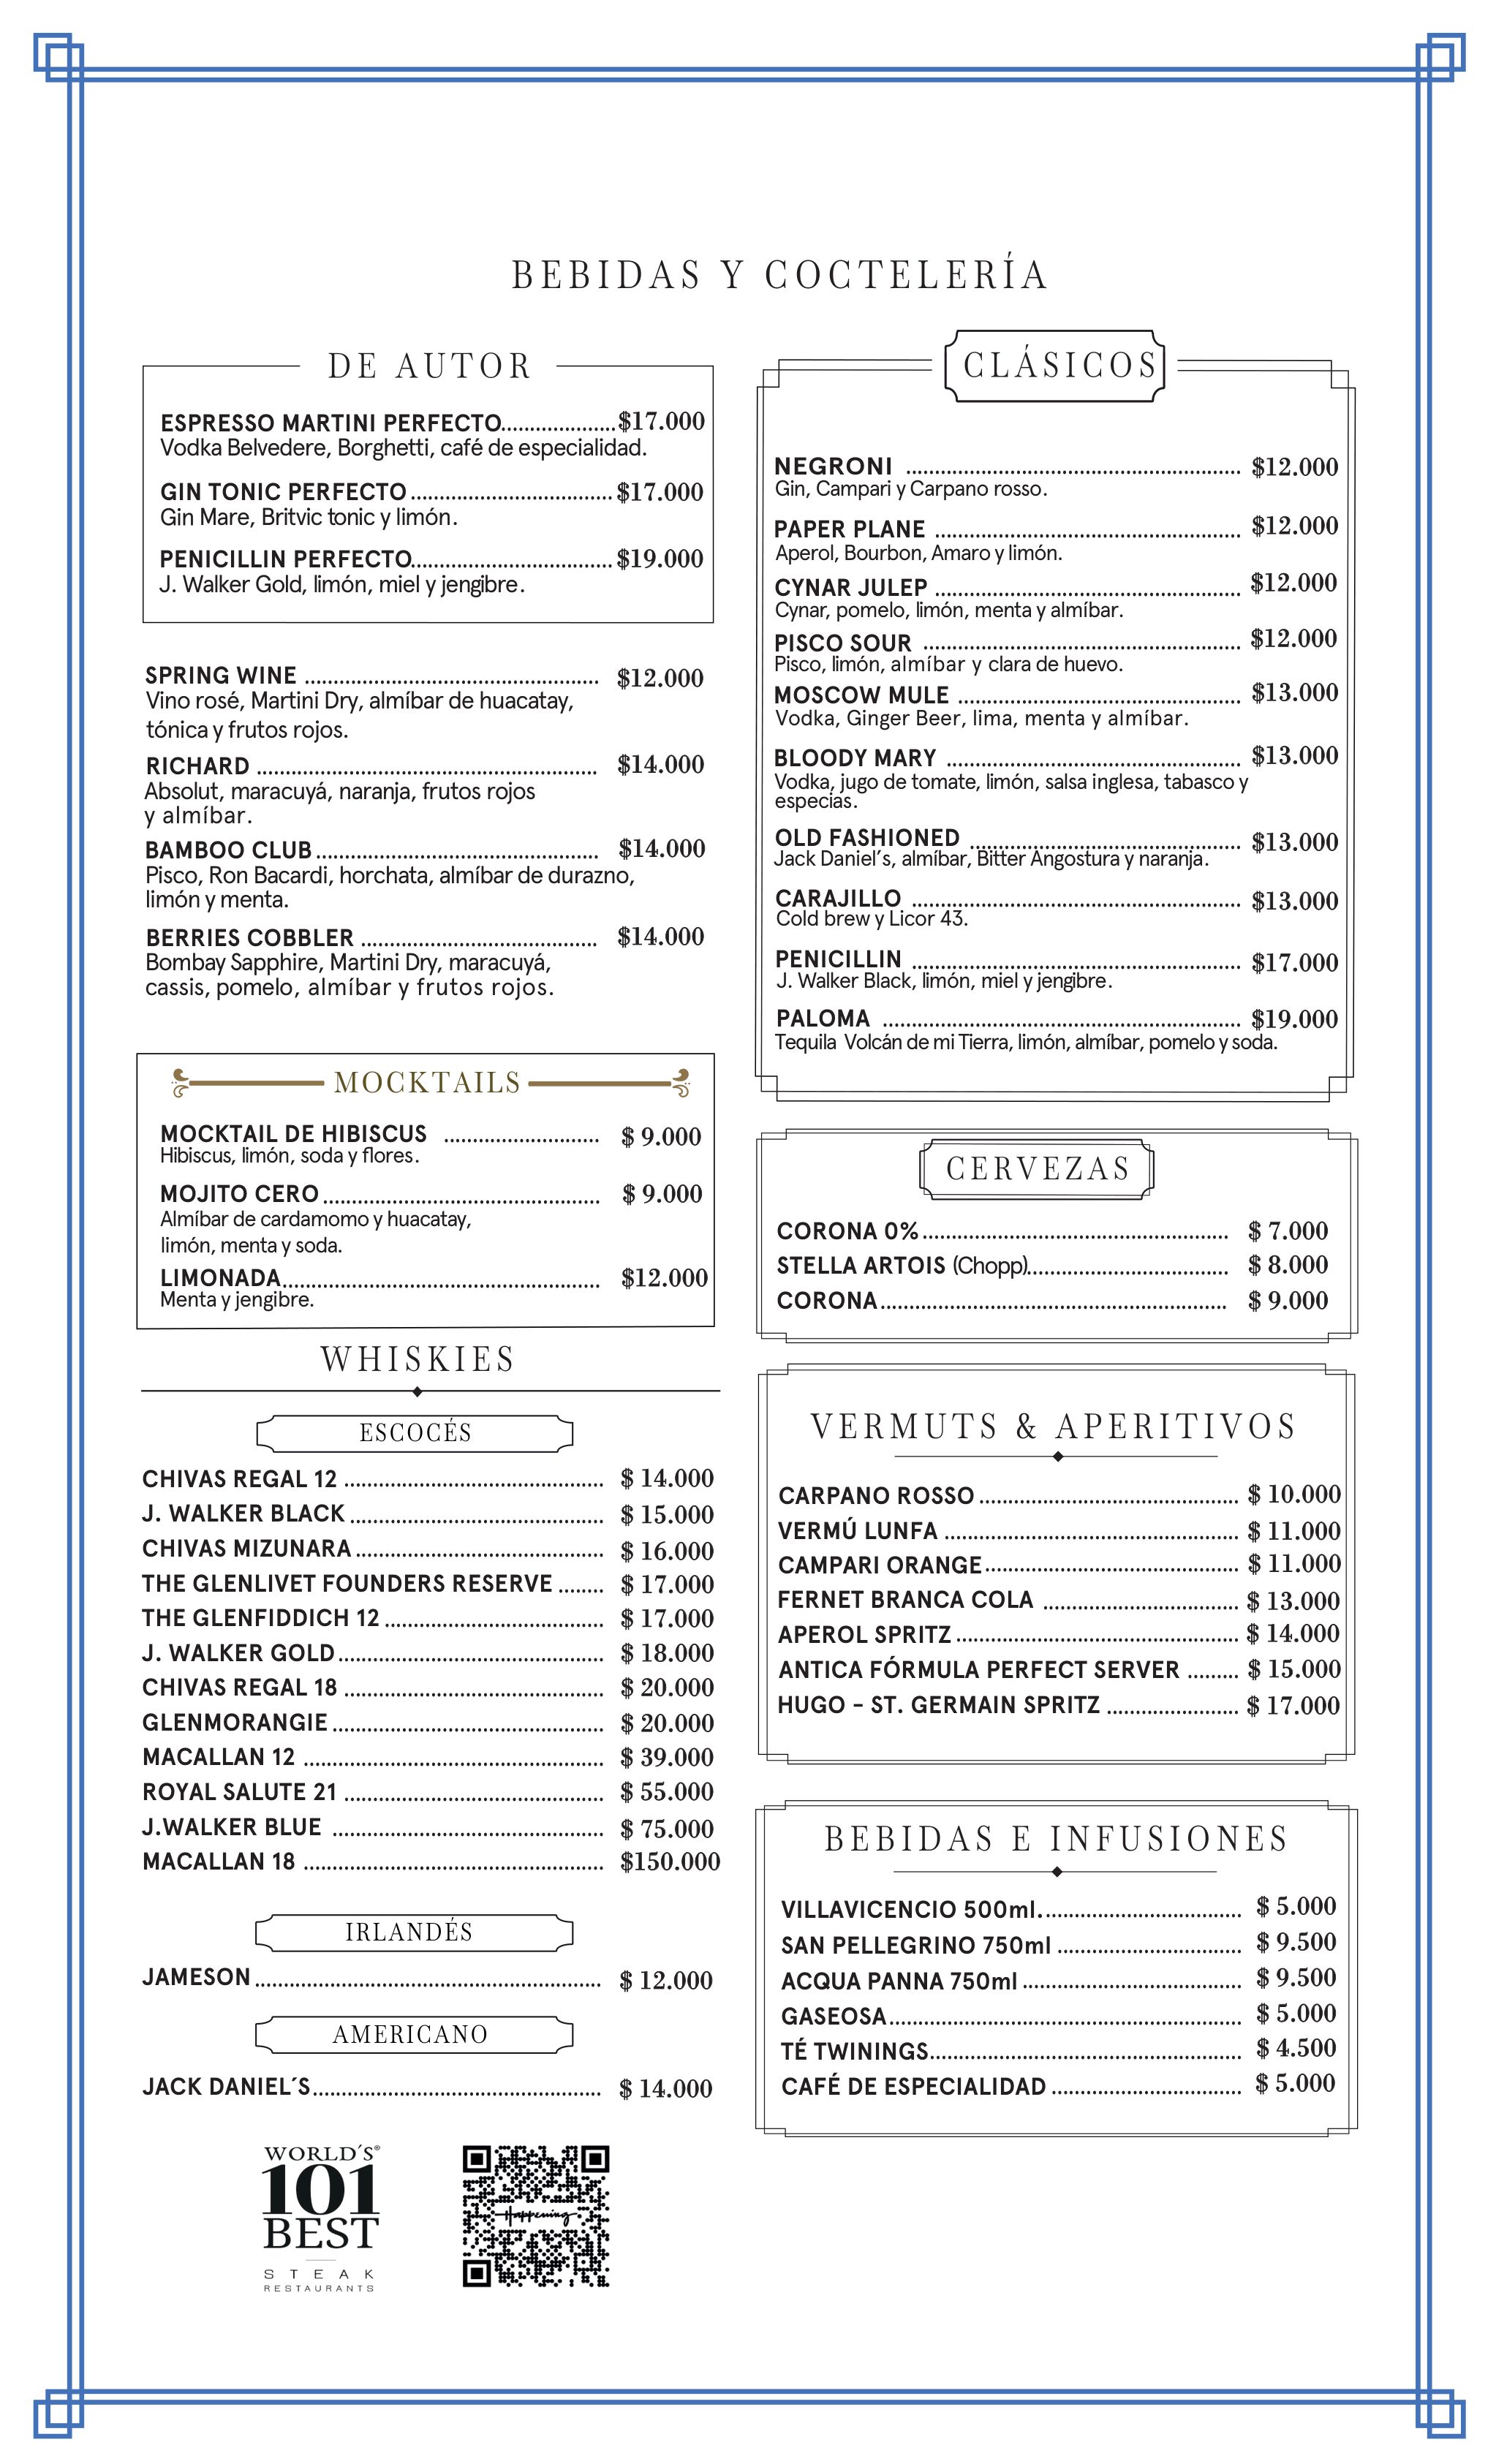 BEBIDAS Y COCTELERÍA
DE AUTOR
ESPRESSO MARTINI PERFECTO....................$17.000
Vodka Belvedere, Borghetti, café de especialidad.
GIN TONIC PERFECTO...................................$17.000
Gin Mare, Britvic tonic y limón.
PENICILLIN PERFECTO...................................$19.000
J. Walker Gold, limón, miel y jengibre.
SPRING WINE ................................................... $12.000
Vino rosé, Martini Dry, almíbar de huacatay,
tónica y frutos rojos.
RICHARD ........................................................... $14.000
Absolut, maracuyá, naranja, frutos rojos
y almíbar.
BAMBOO CLUB................................................. $14.000
Pisco, Ron Bacardi, horchata, almíbar de durazno,
limón y menta.
BERRIES COBBLER ......................................... $14.000
Bombay Sapphire, Martini Dry, maracuyá,
cassis, pomelo, almíbar y frutos rojos.
MOCKTAILS
MOCKTAIL DE HIBISCUS ........................... $ 9.000
Hibiscus, limón, soda y flores.
MOJITO CERO................................................ $ 9.000
Almíbar de cardamomo y huacatay,
limón, menta y soda.
LIMONADA....................................................... $12.000
Menta y jengibre.
WHISKIES
ESCOCÉS
CHIVAS REGAL 12 ............................................. $ 14.000
J. WALKER BLACK ............................................ $ 15.000
CHIVAS MIZUNARA........................................... $ 16.000
THE GLENLIVET FOUNDERS RESERVE ........ $ 17.000
THE GLENFIDDICH 12...................................... $ 17.000
J. WALKER GOLD.............................................. $ 18.000
CHIVAS REGAL 18 ............................................. $ 20.000
GLENMORANGIE............................................... $ 20.000
MACALLAN 12 .................................................... $ 39.000
ROYAL SALUTE 21 ............................................. $ 55.000
J.WALKER BLUE ............................................... $ 75.000
MACALLAN 18 .................................................... $150.000
IRLANDÉS
JAMESON............................................................ $ 12.000
AMERICANO
JACK DANIEL´S.................................................. $ 14.000
WORLD´S®
101
BEST
STEAK
RESTAURANTS
Happening
CLÁSICOS
NEGRONI .......................................................... $12.000
Gin, Campari y Carpano rosso.
PAPER PLANE ..................................................... $12.000
Aperol, Bourbon, Amaro y limón.
CYNAR JULEP ..................................................... $12.000
Cynar, pomelo, limón, menta y almíbar.
PISCO SOUR ....................................................... $12.000
Pisco, limón, almíbar y clara de huevo.
MOSCOW MULE ................................................. $13.000
Vodka, Ginger Beer, lima, menta y almíbar.
BLOODY MARY ................................................... $13.000
Vodka, jugo de tomate, limón, salsa inglesa, tabasco y
especias.
OLD FASHIONED ............................................... $13.000
Jack Daniel´s, almíbar, Bitter Angostura y naranja.
CARAJILLO ......................................................... $13.000
Cold brew y Licor 43.
PENICILLIN ......................................................... $17.000
J. Walker Black, limón, miel y jengibre.
PALOMA .............................................................. $19.000
Tequila Volcán de mi Tierra, limón, almíbar, pomelo y soda.
CERVEZAS
CORONA 0%..................................................... $ 7.000
STELLA ARTOIS (Chopp)................................... $ 8.000
CORONA............................................................ $ 9.000
VERMUTS & APERITIVOS
CARPANO ROSSO ............................................. $ 10.000
VERMÚ LUNFA ................................................... $ 11.000
CAMPARI ORANGE............................................ $ 11.000
FERNET BRANCA COLA .................................. $ 13.000
APEROL SPRITZ ................................................. $ 14.000
ANTICA FÓRMULA PERFECT SERVER ......... $ 15.000
HUGO - ST. GERMAIN SPRITZ ....................... $ 17.000
BEBIDAS E INFUSIONES
VILLAVICENCIO 500ml................................... $ 5.000
SAN PELLEGRINO 750ml ................................ $ 9.500
ACQUA PANNA 750ml ...................................... $ 9.500
GASEOSA............................................................. $ 5.000
TÉ TWININGS...................................................... $ 4.500
CAFÉ DE ESPECIALIDAD ................................. $ 5.000